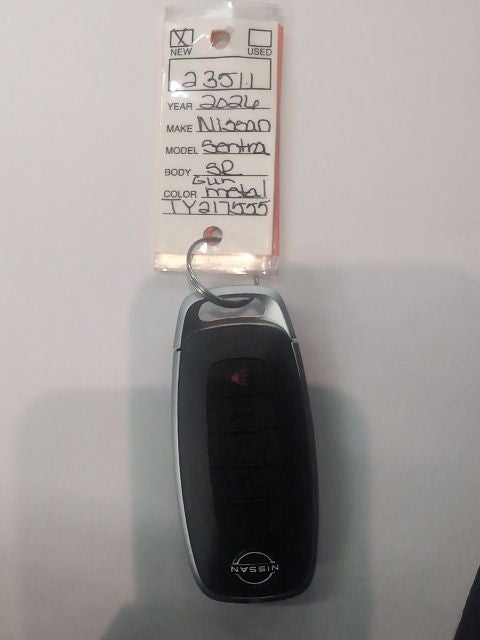 X
NEW USED
23511
YEAR 2026
MAKE Nissan
MODEL Sentra
BODY SR
COLOR Gun metal
TY217555
NISSAN